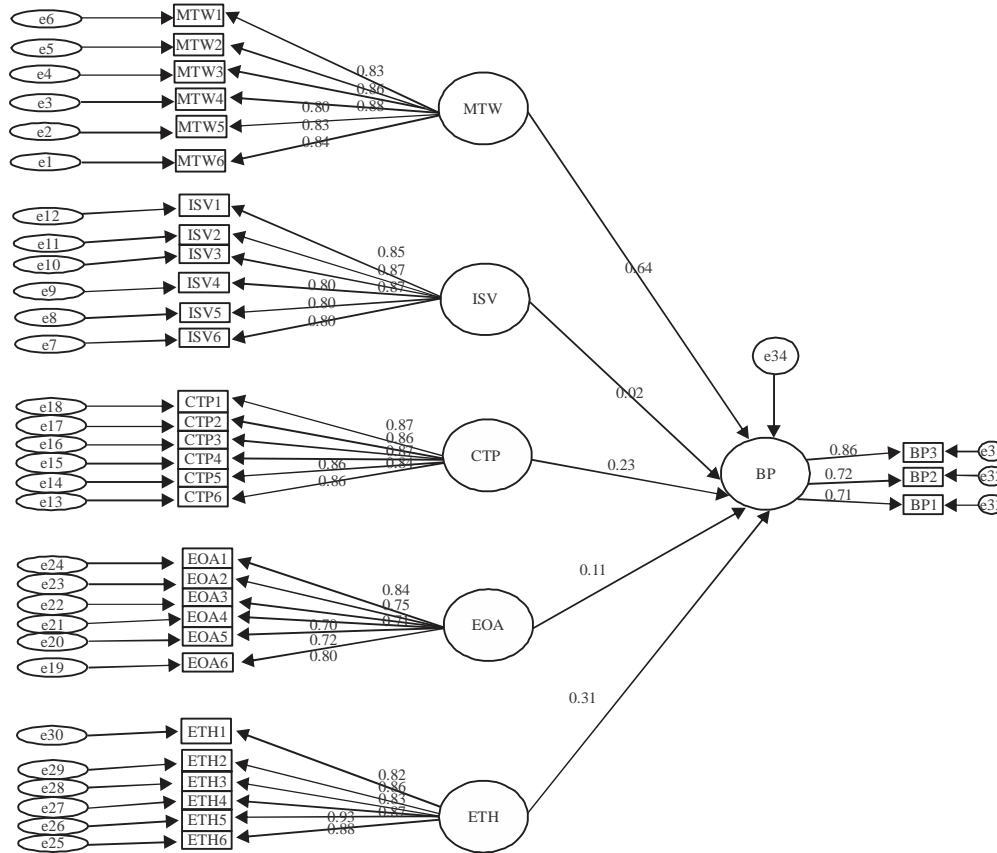 e6 MTW1
e5 MTW2
e4 MTW3
e3 MTW4
e2 MTW5
e1 MTW6
0.83
0.86
0.80 0.88
0.83
0.84
MTW
e12 ISV1
e11 ISV2
e10 ISV3
e9 ISV4
e8 ISV5
e7 ISV6
0.85
0.87
0.80 0.87
0.80
0.80
ISV
0.64
0.02
e34
e18 CTP1
e17 CTP2
e16 CTP3
e15 CTP4
e14 CTP5
e13 CTP6
0.87
0.86
0.87
0.86 0.84
0.86
CTP
0.23
BP
0.86 BP3
0.72 BP2
0.71 BP1
e24 EOA1
e23 EOA2
e22 EOA3
e21 EOA4
e20 EOA5
e19 EOA6
0.84
0.75
0.70
0.72
0.80
EOA
0.11
0.31
e30 ETH1
e29 ETH2
e28 ETH3
e27 ETH4
e26 ETH5
e25 ETH6
0.82
0.86
0.83
0.93 0.87
0.88
ETH